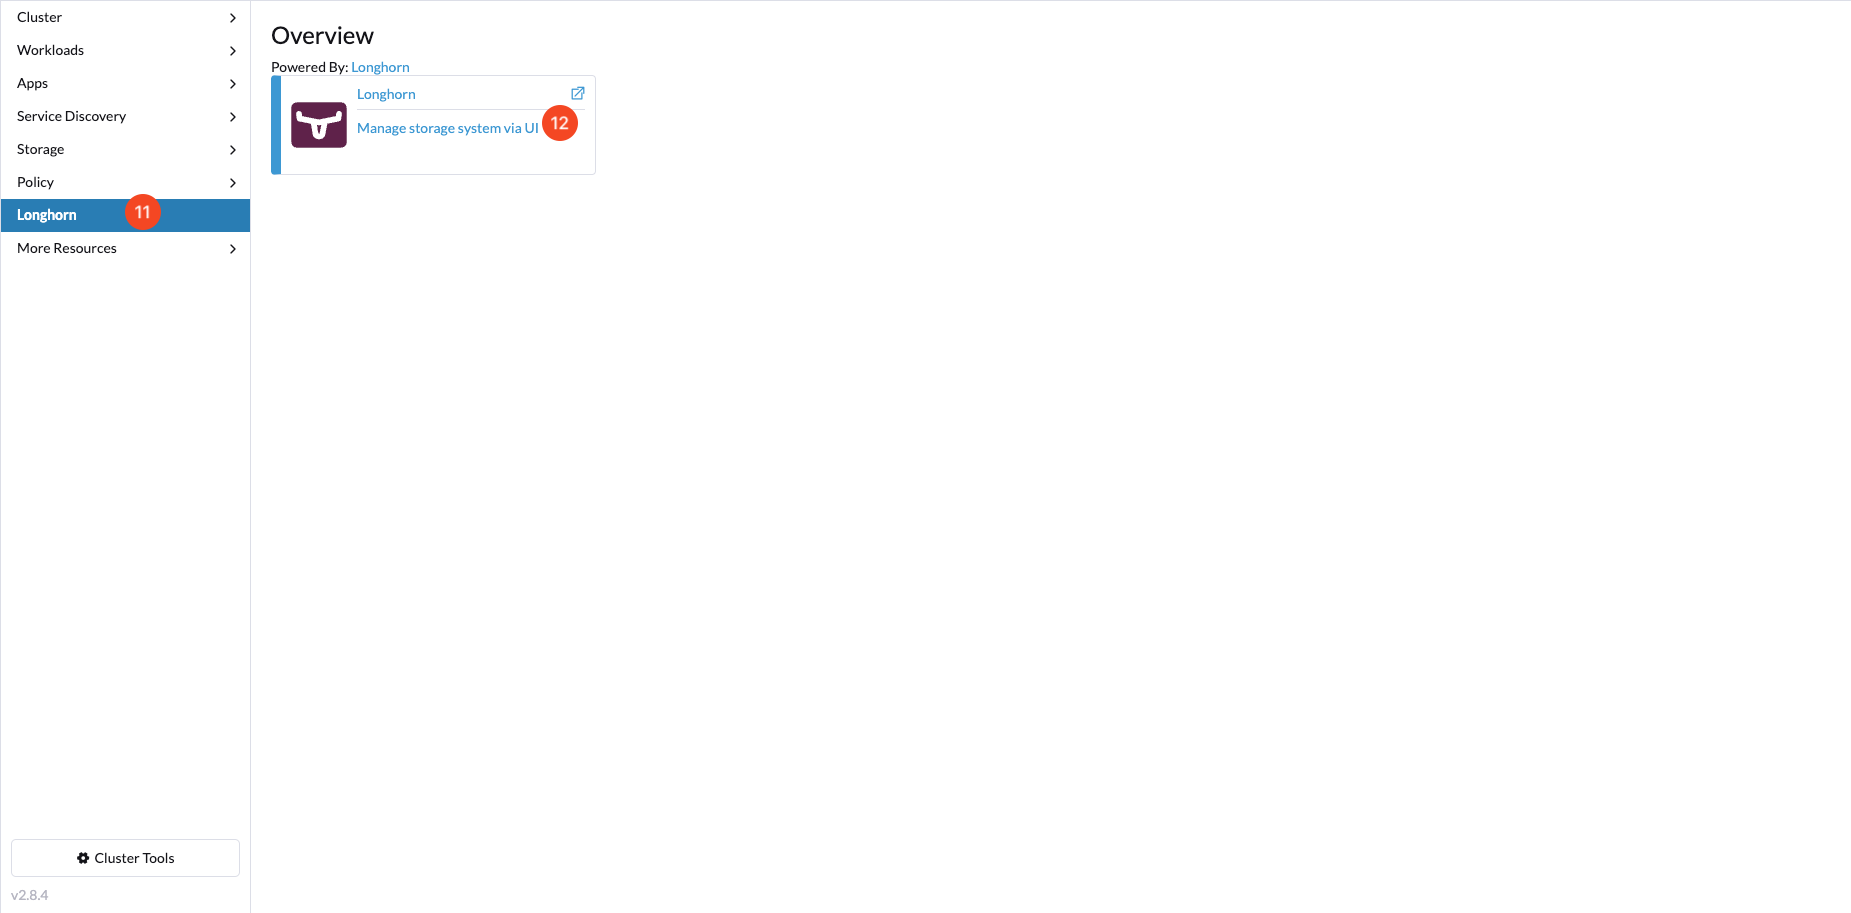 Cluster
Workloads
Apps
Service Discovery
Storage
Policy
Longhorn 11
More Resources
Cluster Tools
v2.8.4
Overview
Powered By: Longhorn
Longhorn
Manage storage system via UI 12